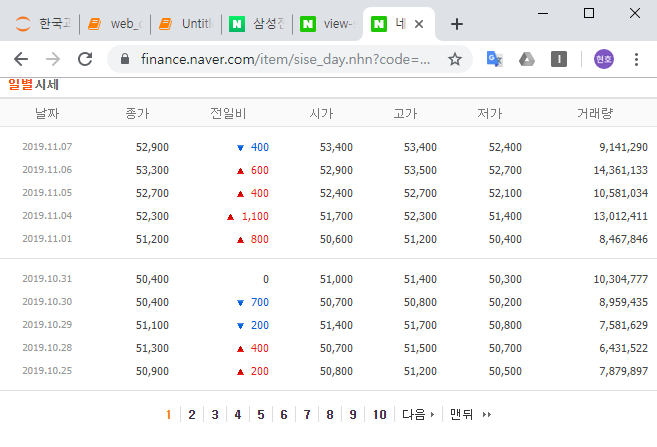 한국고
web_c
Untitl
삼성전
view-s
네
finance.naver.com/item/sise_day.nhn?code=...
현호
일별시세
날짜 종가 전일비 시가 고가 저가 거래량
2019.11.07 52,900 ▼ 400 53,400 53,400 52,400 9,141,290
2019.11.06 53,300 ▲ 600 52,900 53,500 52,700 14,361,133
2019.11.05 52,700 ▲ 400 52,400 52,700 52,100 10,581,034
2019.11.04 52,300 ▲ 1,100 51,700 52,300 51,400 13,012,411
2019.11.01 51,200 ▲ 800 50,600 51,200 50,400 8,467,846
2019.10.31 50,400 0 51,000 51,400 50,300 10,304,777
2019.10.30 50,400 ▼ 700 50,700 50,800 50,200 8,959,435
2019.10.29 51,100 ▼ 200 51,400 51,700 50,800 7,581,629
2019.10.28 51,300 ▲ 400 50,700 51,500 50,500 6,431,522
2019.10.25 50,900 ▲ 200 50,800 51,200 50,700 7,879,897
1 2 3 4 5 6 7 8 9 10 다음 맨뒤